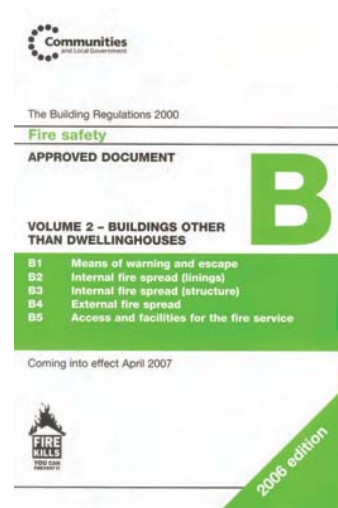 Communities
and Local Government
The Building Regulations 2000
Fire safety
APPROVED DOCUMENT
B
VOLUME 2 – BUILDINGS OTHER
THAN DWELLINGHOUSES
B1 Means of warning and escape
B2 Internal fire spread (linings)
B3 Internal fire spread (structure)
B4 External fire spread
B5 Access and facilities for the fire service
Coming into effect April 2007
FIRE
KILLS
YOU CAN
PREVENT IT
2006 edition